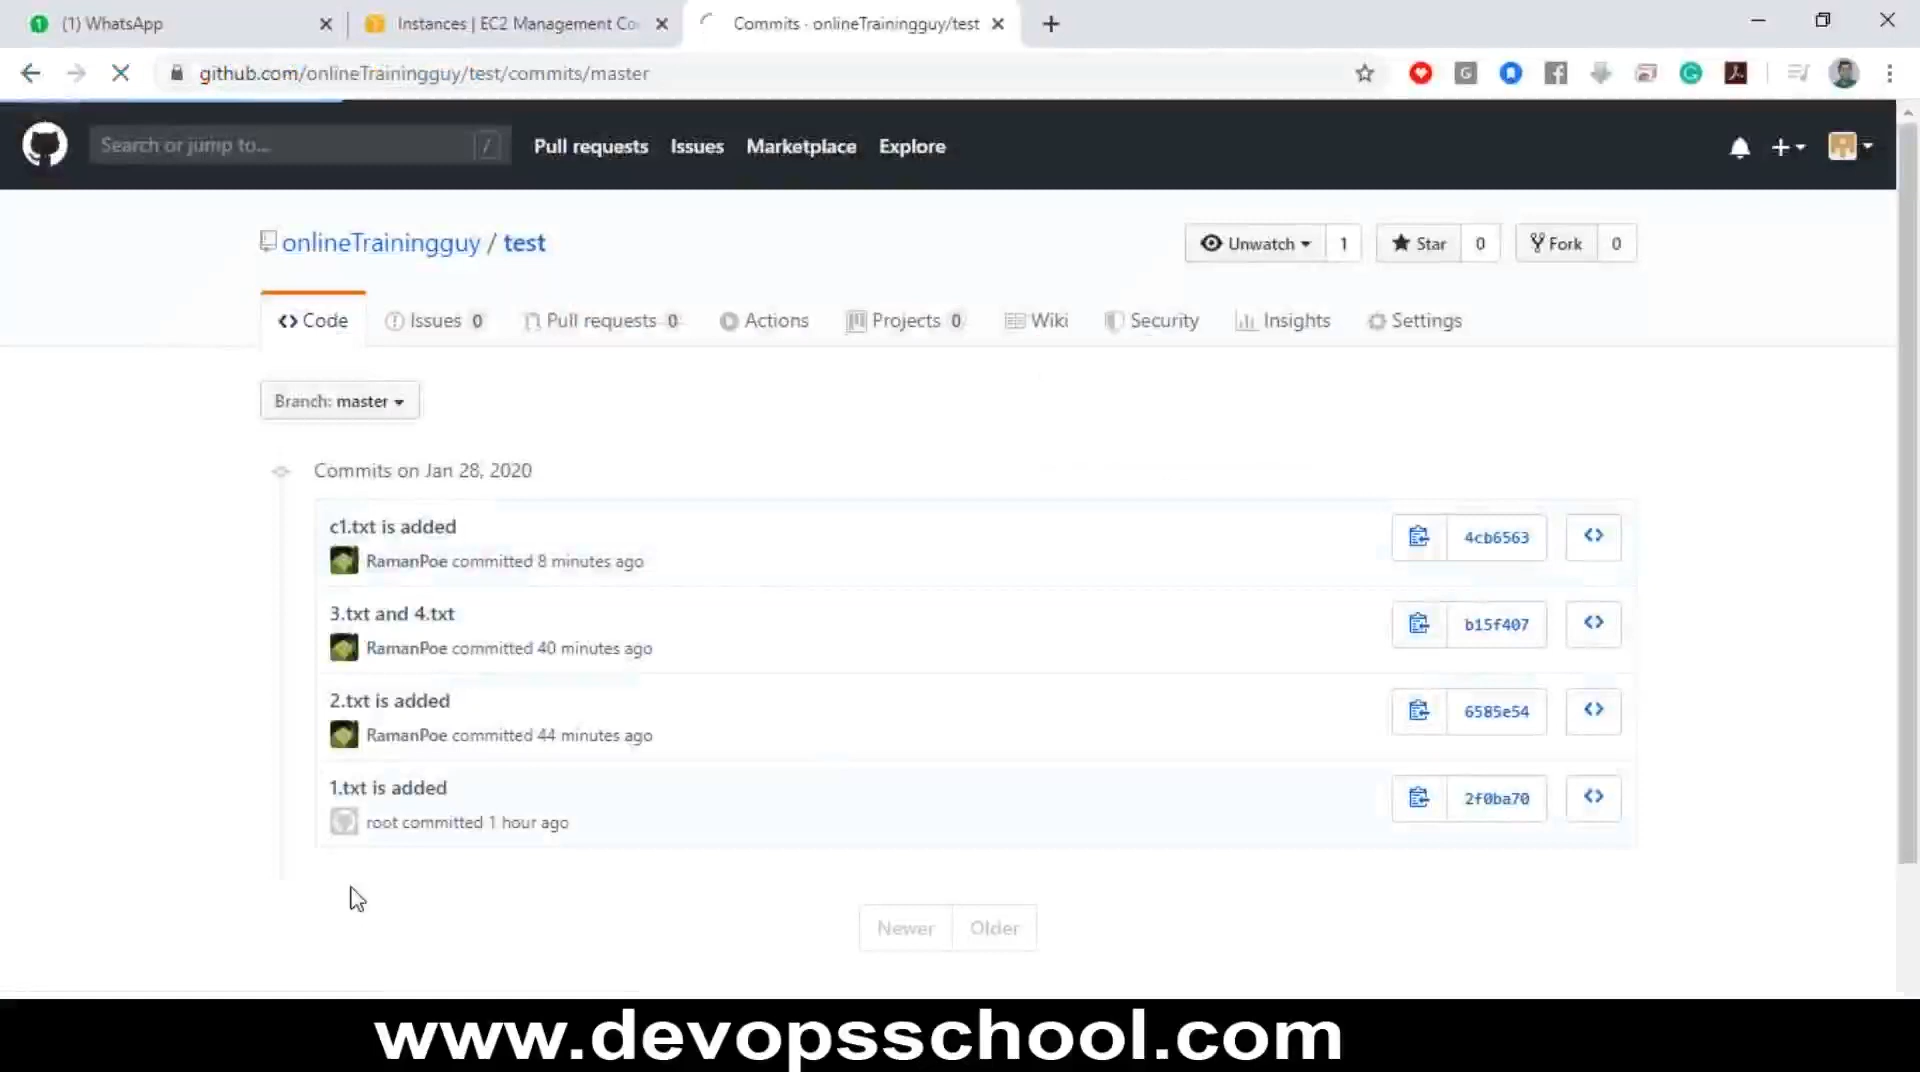 (1) WhatsApp
Instances | EC2 Management Co
Commits · onlineTrainingguy/test
github.com/onlineTrainingguy/test/commits/master
Search or jump to...
/
Pull requests
Issues
Marketplace
Explore
onlineTrainingguy / test
Unwatch 1
Star 0
Fork 0
Code
Issues 0
Pull requests 0
Actions
Projects 0
Wiki
Security
Insights
Settings
Branch: master
Commits on Jan 28, 2020
c1.txt is added
RamanPoe committed 8 minutes ago
4cb6563
3.txt and 4.txt
RamanPoe committed 40 minutes ago
b15f407
2.txt is added
RamanPoe committed 44 minutes ago
6585e54
1.txt is added
root committed 1 hour ago
2f0ba70
Newer
Older
www.devopsschool.com